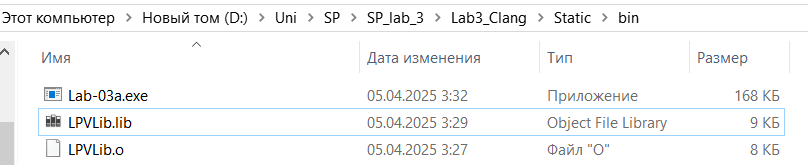 Этот компьютер > Новый том (D:) > Uni > SP > SP_lab_3 > Lab3_Clang > Static > bin
Имя Дата изменения Тип Размер
Lab-03a.exe 05.04.2025 3:32 Приложение 168 КБ
LPVLib.lib 05.04.2025 3:29 Object File Library 9 КБ
LPVLib.o 05.04.2025 3:27 Файл "O" 8 КБ